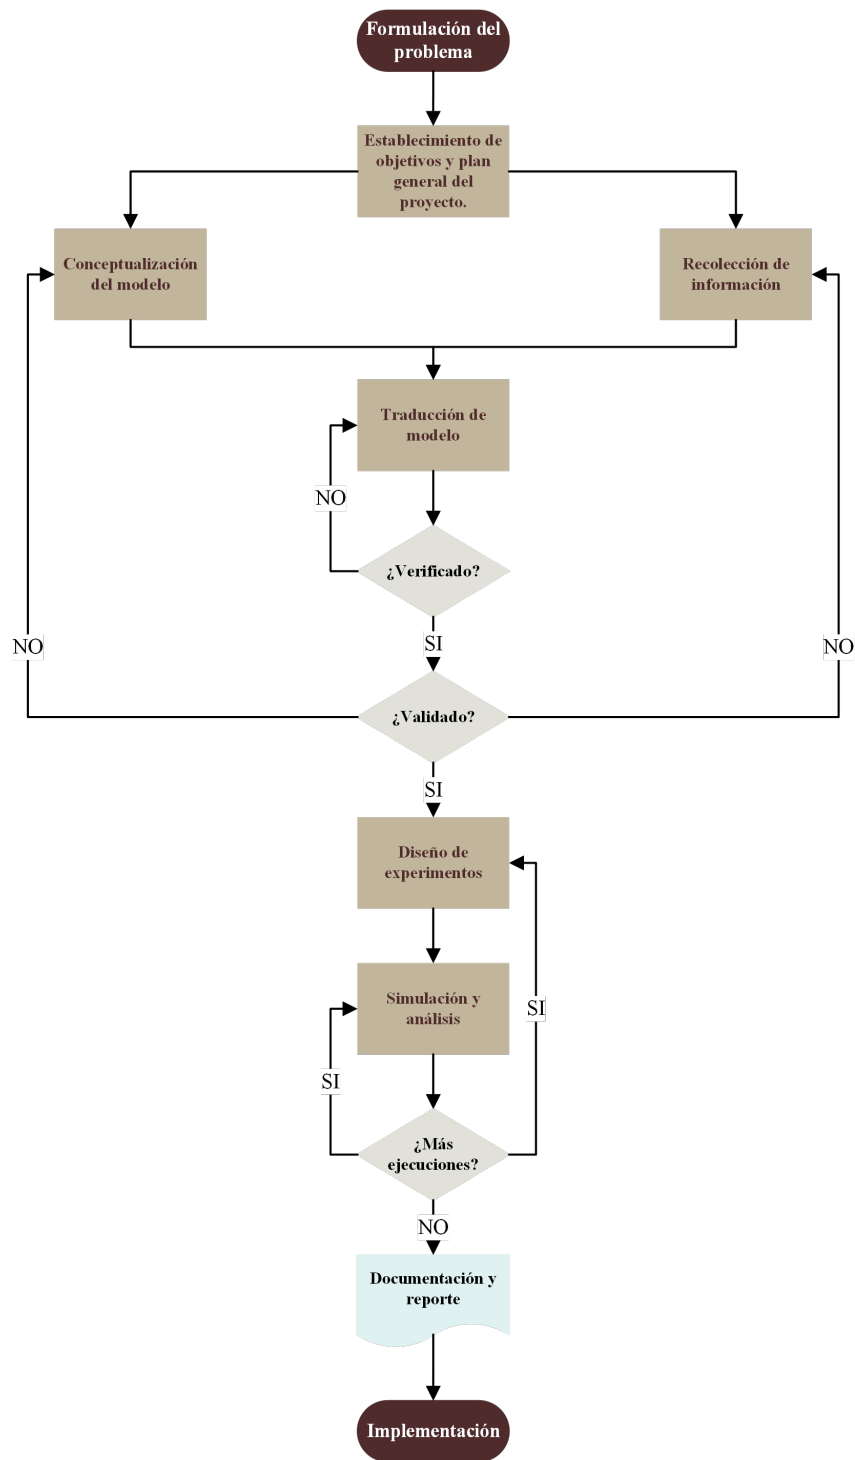 Formulación del
problema
Establecimiento de
objetivos y plan
general del
proyecto.
Conceptualización
del modelo
Recolección de
información
Traducción de
modelo
NO
¿Verificado?
SI
NO
NO
¿Validado?
SI
Diseño de
experimentos
Simulación y
análisis
SI
SI
¿Más
ejecuciones?
NO
Documentación y
reporte
Implementación